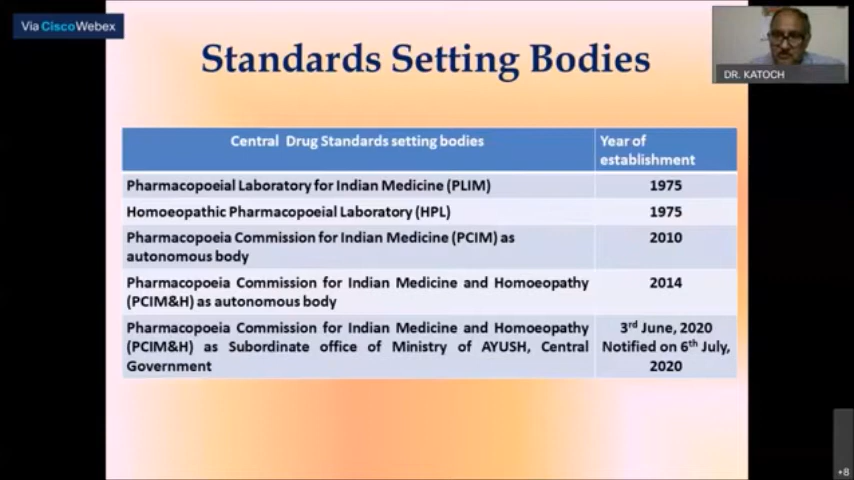 Via Cisco Webex
Standards Setting Bodies
DR. KATOCH
Central Drug Standards setting bodies
Year of
establishment
Pharmacopoeial Laboratory for Indian Medicine (PLIM)
1975
Homoeopathic Pharmacopoeial Laboratory (HPL)
1975
Pharmacopoeia Commission for Indian Medicine (PCIM) as
autonomous body
2010
Pharmacopoeia Commission for Indian Medicine and Homoeopathy
(PCIM&H) as autonomous body
2014
Pharmacopoeia Commission for Indian Medicine and Homoeopathy
(PCIM&H) as Subordinate office of Ministry of AYUSH, Central
Government
3rd June, 2020
Notified on 6th July,
2020
+8